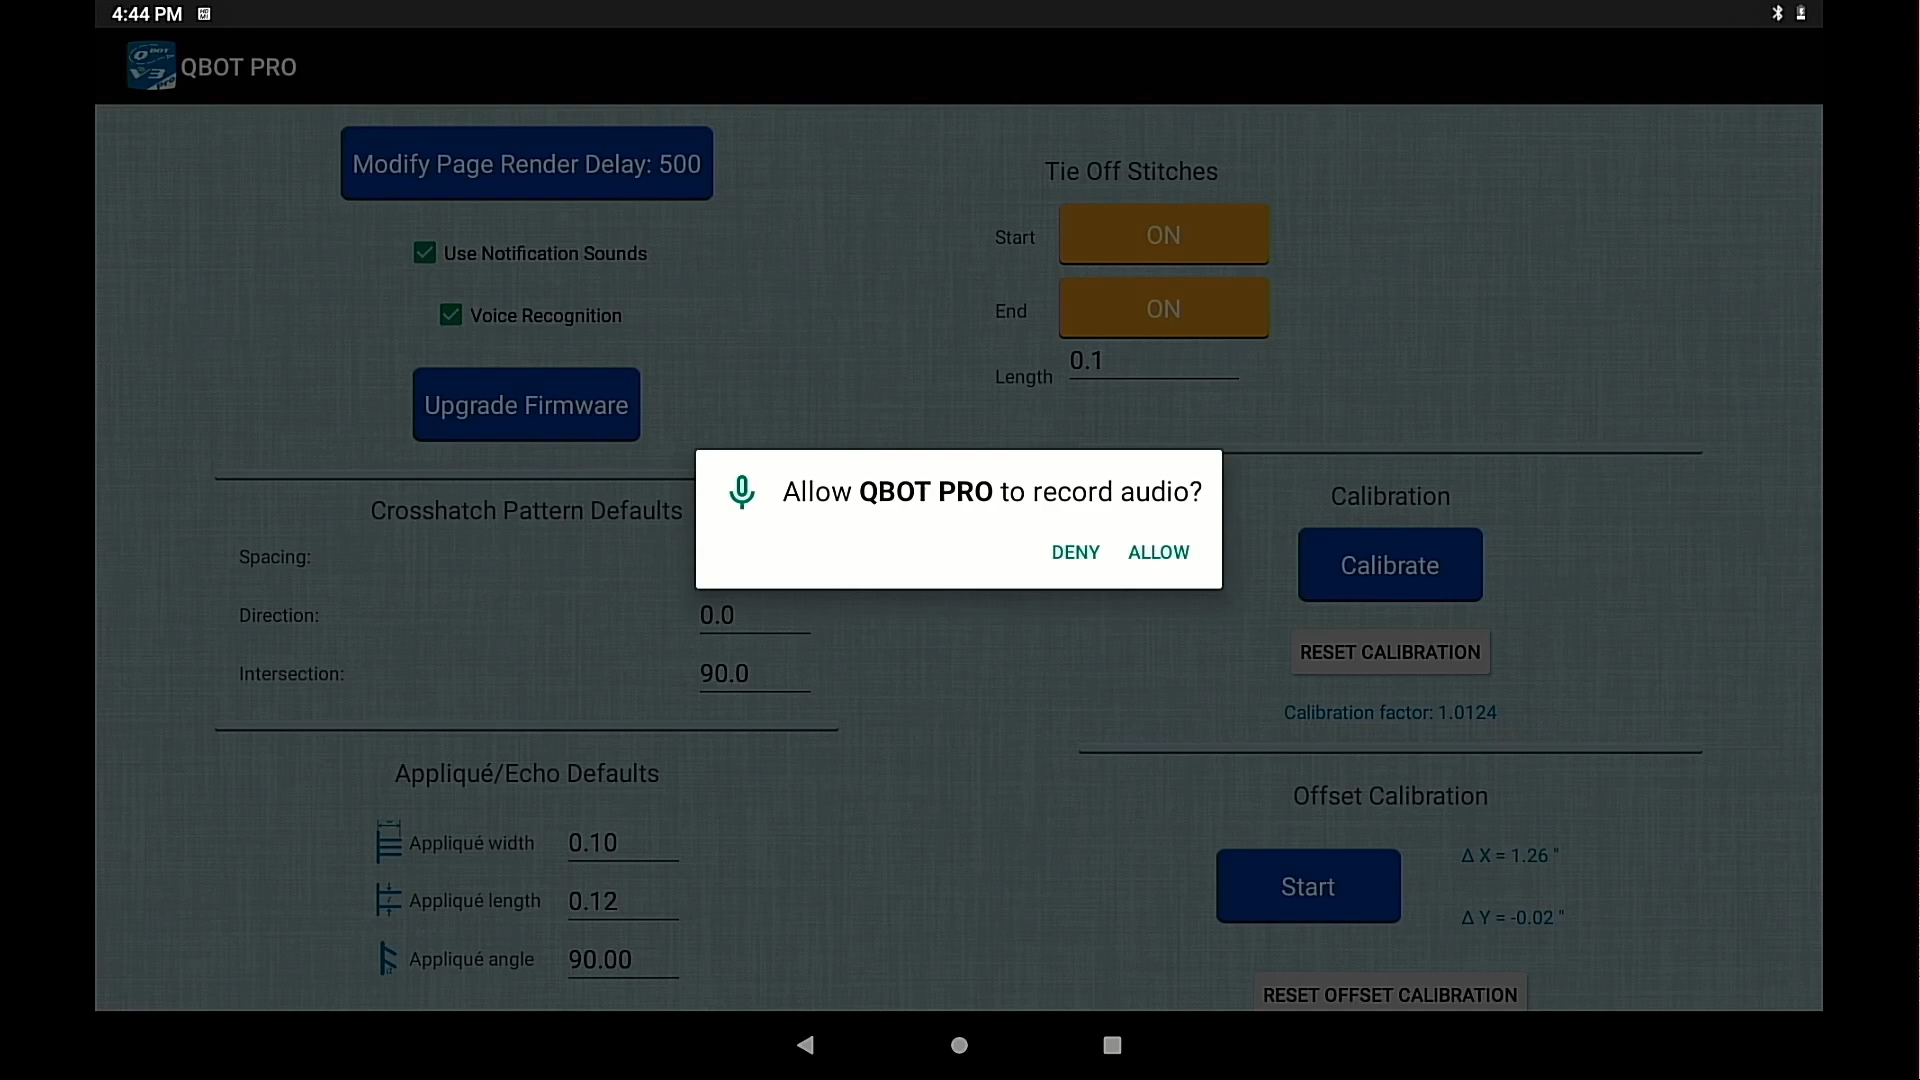 4:44 PM
QBOT PRO
Modify Page Render Delay: 500
Use Notification Sounds
Voice Recognition
Upgrade Firmware
Tie Off Stitches
Start ON
End ON
Length 0.1
Allow QBOT PRO to record audio?
DENY ALLOW
Crosshatch Pattern Defaults
Spacing:
Direction: 0.0
Intersection: 90.0
Calibration
Calibrate
RESET CALIBRATION
Calibration factor: 1.0124
Appliqué/Echo Defaults
Appliqué width 0.10
Appliqué length 0.12
Appliqué angle 90.00
Offset Calibration
Start
Δ X = 1.26 "
Δ Y = -0.02 "
RESET OFFSET CALIBRATION